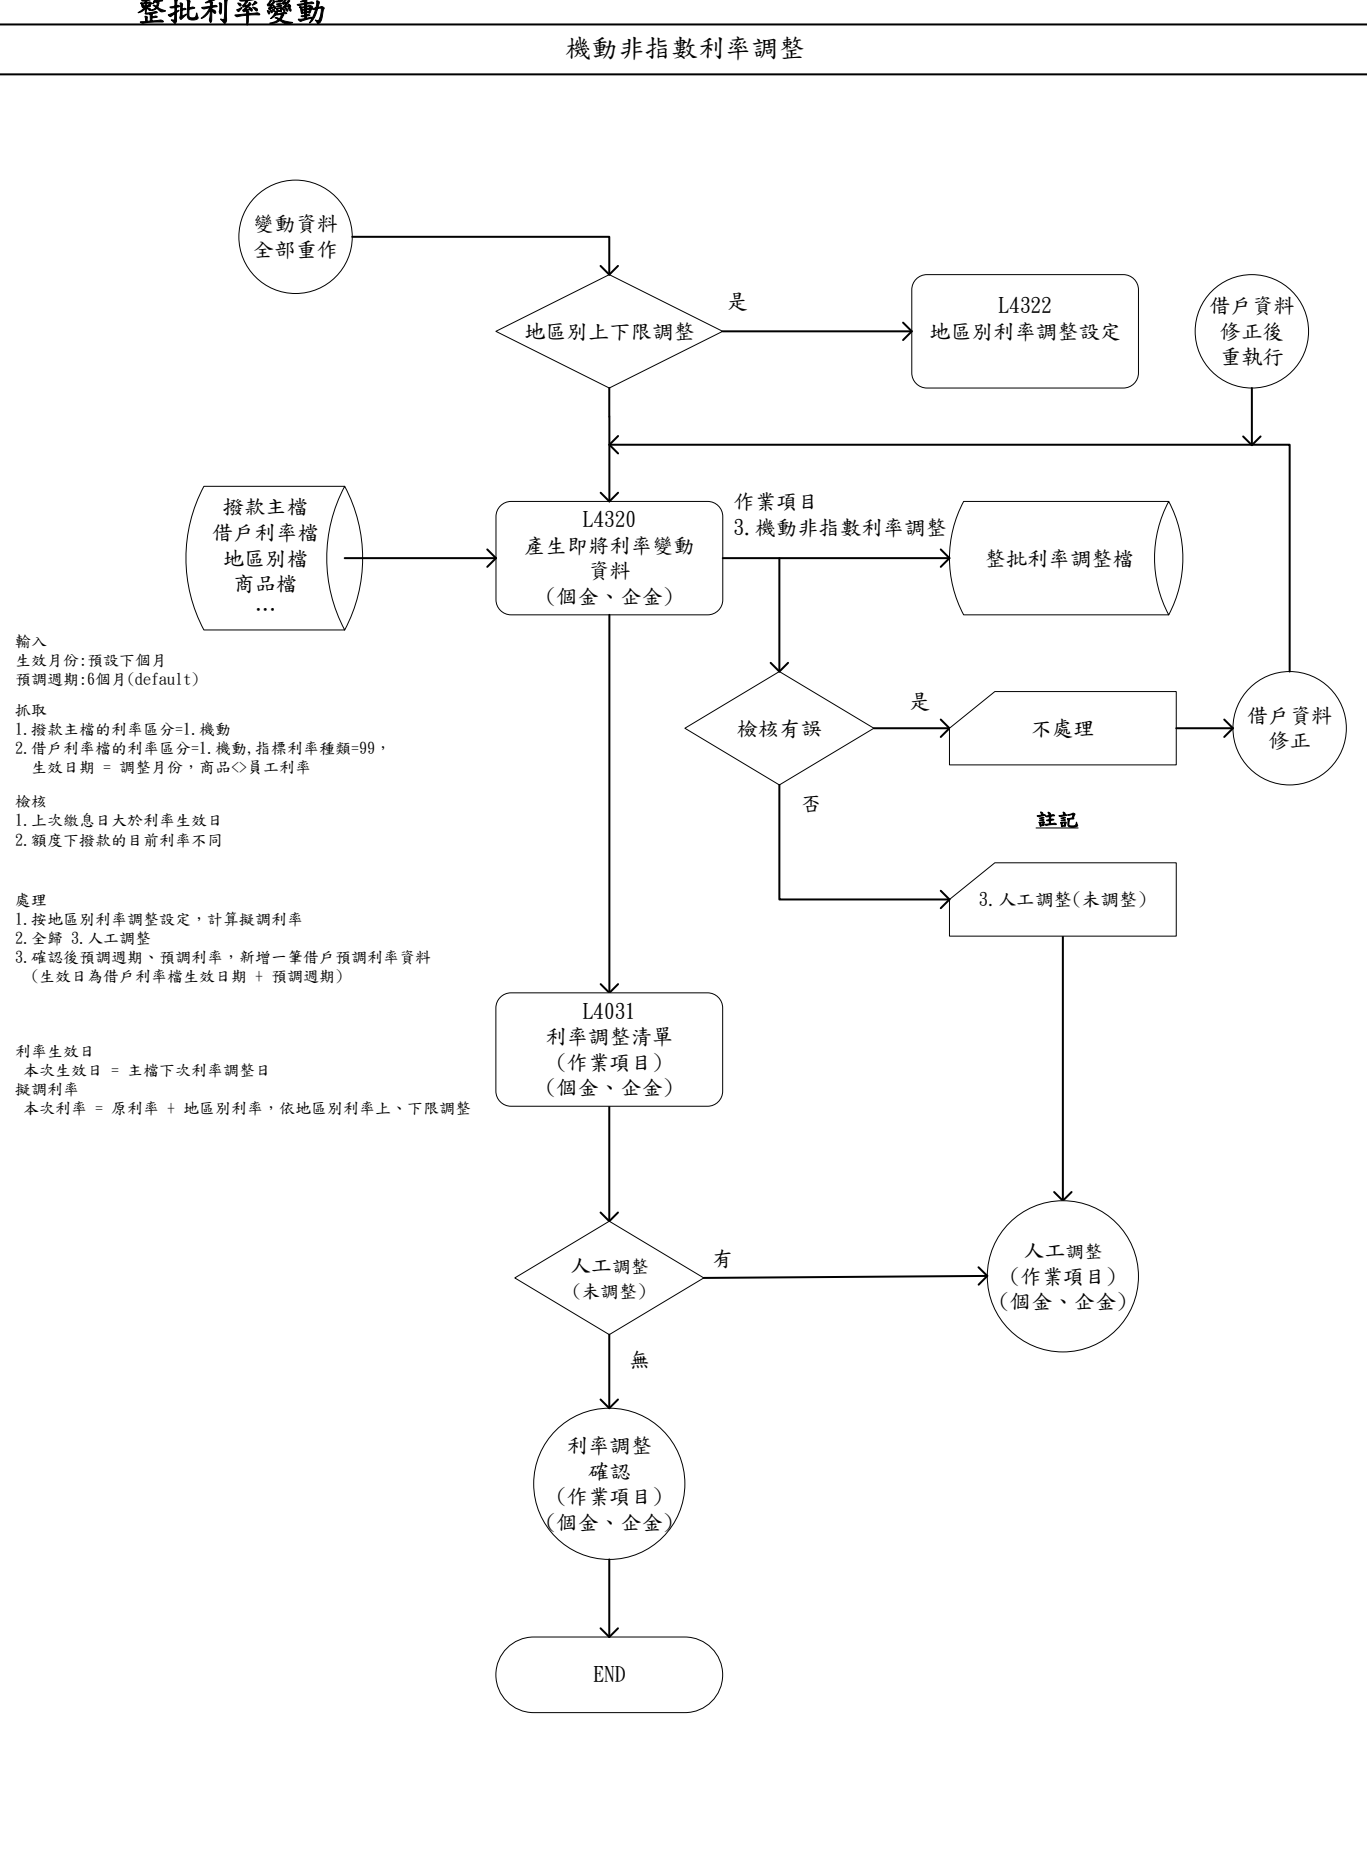 整批利率變動
機動非指數利率調整
變動資料
全部重作
地區別上下限調整
是
L4322
地區別利率調整設定
借戶資料
修正後
重執行
撥款主檔
借戶利率檔
地區別檔
商品檔
…
L4320
產生即將利率變動
資料
(個金、企金)
作業項目
3.機動非指數利率調整
整批利率調整檔
輸入
生效月份:預設下個月
預調週期:6個月(default)
抓取
1.撥款主檔的利率區分=1.機動
2.借戶利率檔的利率區分=1.機動,指標利率種類=99,
生效日期 = 調整月份,商品<>員工利率
檢核
1.上次繳息日大於利率生效日
2.額度下撥款的目前利率不同
檢核有誤
是
不處理
借戶資料
修正
否
註記
3.人工調整(未調整)
處理
1.按地區別利率調整設定,計算擬調利率
2.全歸 3.人工調整
3.確認後預調週期、預調利率,新增一筆借戶預調利率資料
(生效日為借戶利率檔生效日期 + 預調週期)
L4031
利率調整清單
(作業項目)
(個金、企金)
利率生效日
本次生效日 = 主檔下次利率調整日
擬調利率
本次利率 = 原利率 + 地區別利率,依地區別利率上、下限調整
人工調整
(未調整)
有
人工調整
(作業項目)
(個金、企金)
無
利率調整
確認
(作業項目)
(個金、企金)
END